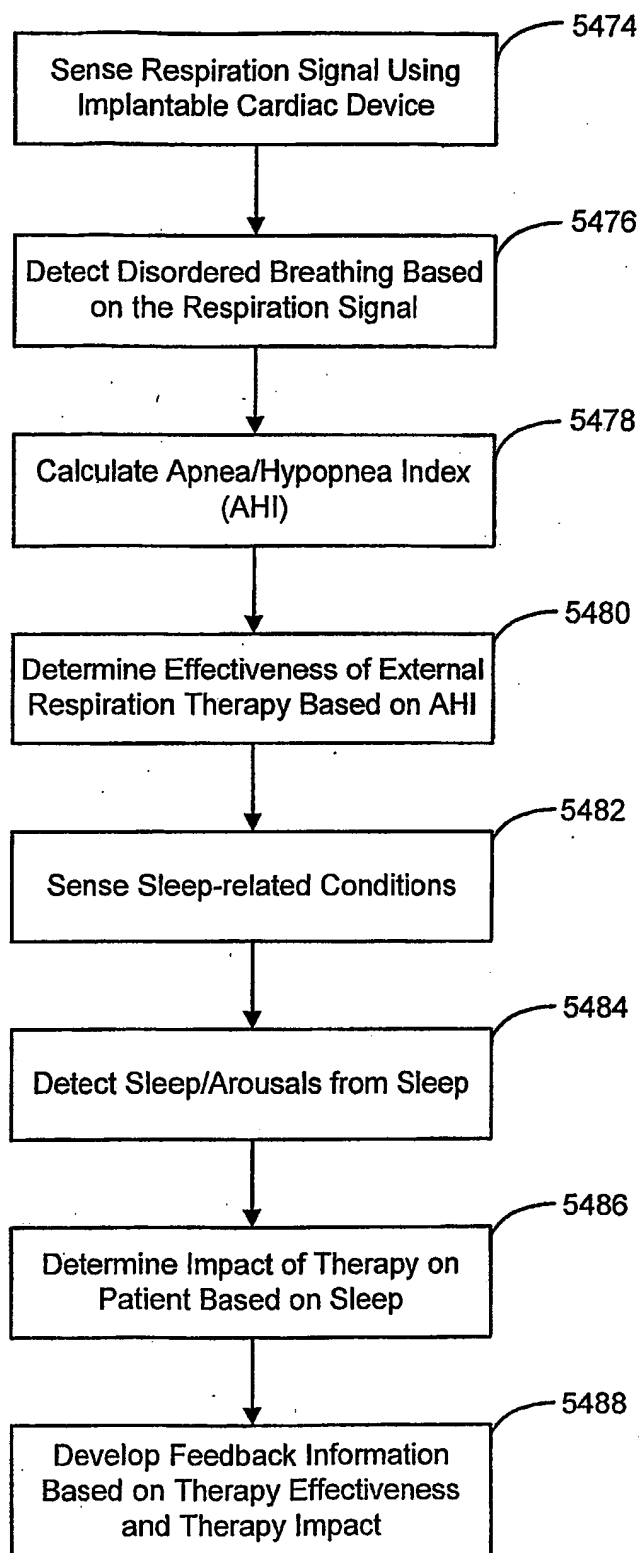 5474
Sense Respiration Signal Using
Implantable Cardiac Device
5476
Detect Disordered Breathing Based
on the Respiration Signal
5478
Calculate Apnea/Hypopnea Index
(AHI)
5480
Determine Effectiveness of External
Respiration Therapy Based on AHI
5482
Sense Sleep-related Conditions
5484
Detect Sleep/Arousals from Sleep
5486
Determine Impact of Therapy on
Patient Based on Sleep
5488
Develop Feedback Information
Based on Therapy Effectiveness
and Therapy Impact